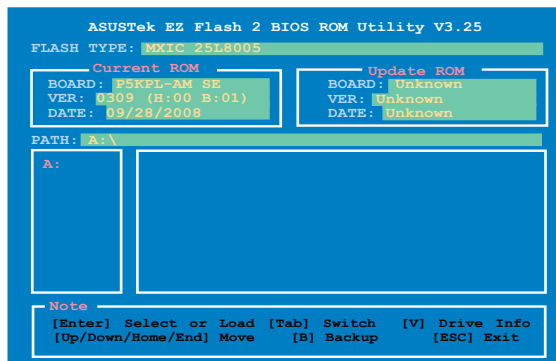 ASUSTek EZ Flash 2 BIOS ROM Utility V3.25
FLASH TYPE: MXIC 25L8005
Current ROM
BOARD: P5KPL-AM SE
VER: 0309 (H:00 B:01)
DATE: 09/28/2008
Update ROM
BOARD: Unknown
VER: Unknown
DATE: Unknown
PATH: A:\
A:
Note
[Enter] Select or Load [Tab] Switch [V] Drive Info
[Up/Down/Home/End] Move [B] Backup [ESC] Exit